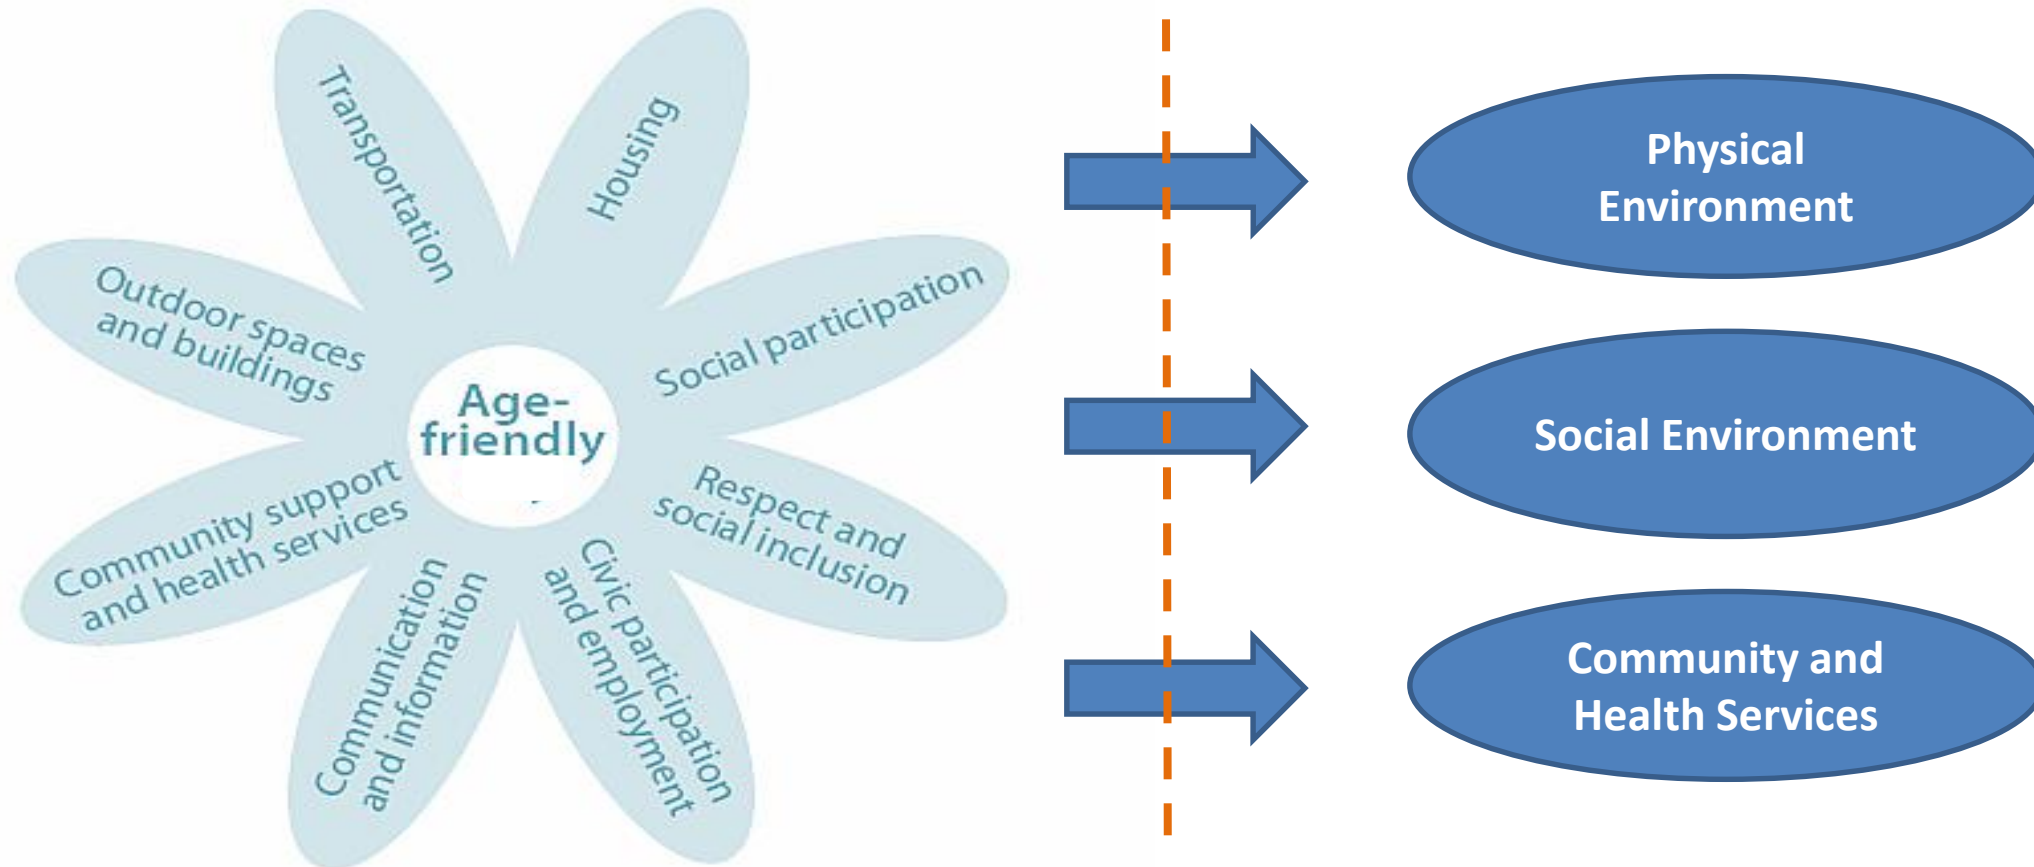 Transportation
Housing
Outdoor spaces
and buildings
Social participation
Age-
friendly
Community support
and health services
Respect and
social inclusion
Communication
and information
Civic participation
and employment
Physical
Environment
Social Environment
Community and
Health Services